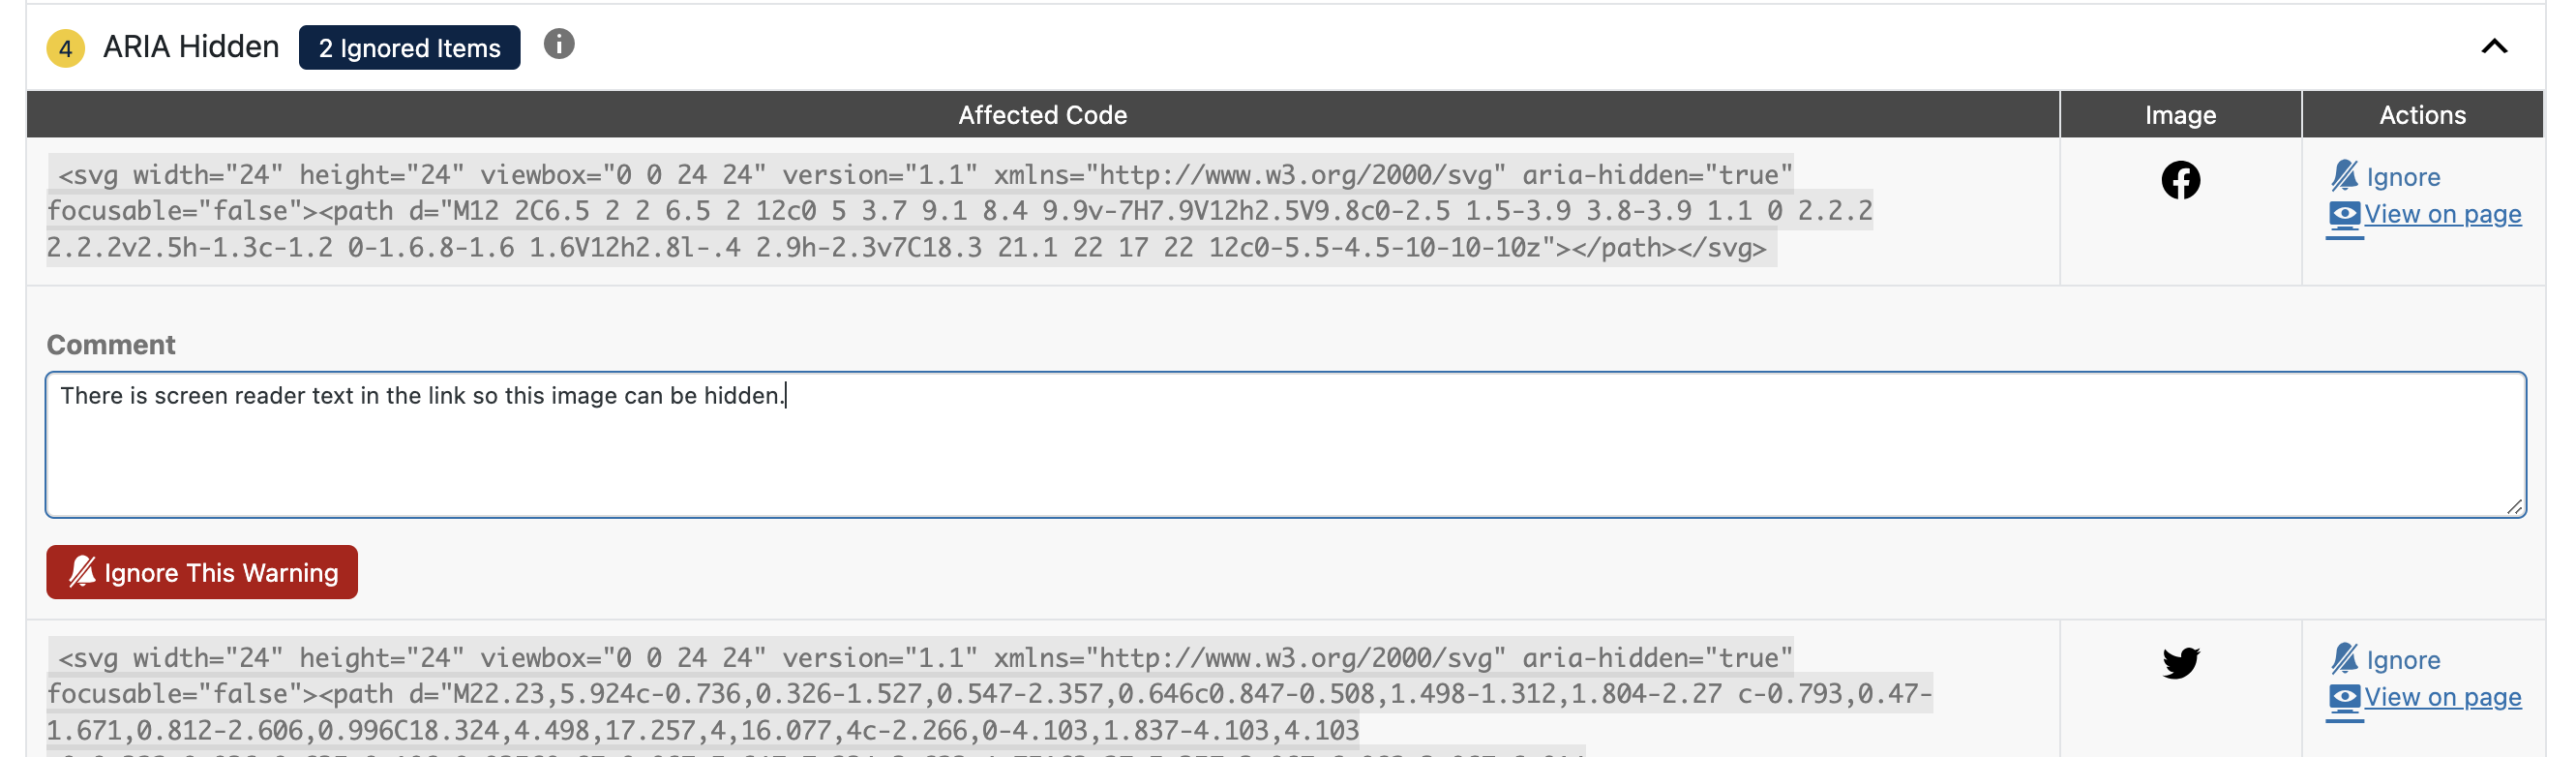 4 ARIA Hidden 2 Ignored Items i
Affected Code Image Actions
<svg width="24" height="24" viewbox="0 0 24 24" version="1.1" xmlns="http://www.w3.org/2000/svg" aria-hidden="true"
focusable="false"><path d="M12 2C6.5 2 2 6.5 2 12c0 5 3.7 9.1 8.4 9.9v-7H7.9V12h2.5V9.8c0-2.5 1.5-3.9 3.8-3.9 1.1 0 2.2.2
2.2.2v2.5h-1.3c-1.2 0-1.6.8-1.6 1.6V12h2.8l-.4 2.9h-2.3v7C18.3 21.1 22 17 22 12c0-5.5-4.5-10-10-10z"></path></svg>
Ignore
View on page
Comment
There is screen reader text in the link so this image can be hidden.
Ignore This Warning
<svg width="24" height="24" viewbox="0 0 24 24" version="1.1" xmlns="http://www.w3.org/2000/svg" aria-hidden="true"
focusable="false"><path d="M22.23,5.924c-0.736,0.326-1.527,0.547-2.357,0.646c0.847-0.508,1.498-1.312,1.804-2.27 c-0.793,0.47-
1.671,0.812-2.606,0.996C18.324,4.498,17.257,4,16.077,4c-2.266,0-4.103,1.837-4.103,4.103
Ignore
View on page